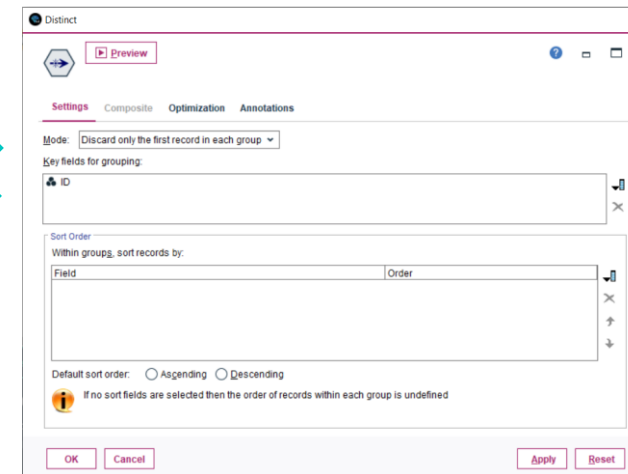 Distinct
Preview
Settings Composite Optimization Annotations
Mode: Discard only the first record in each group
Key fields for grouping:
ID
Sort Order
Within groups, sort records by:
Field Order
Default sort order: Ascending Descending
If no sort fields are selected then the order of records within each group is undefined
OK Cancel Apply Reset